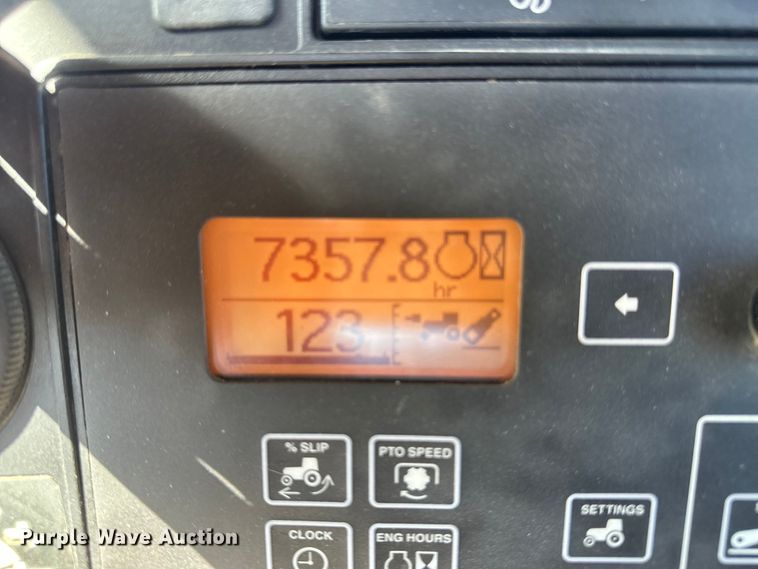 7357.8
hr
123
% SLIP
PTO SPEED
SETTINGS
CLOCK
ENG HOURS
Purple Wave Auction